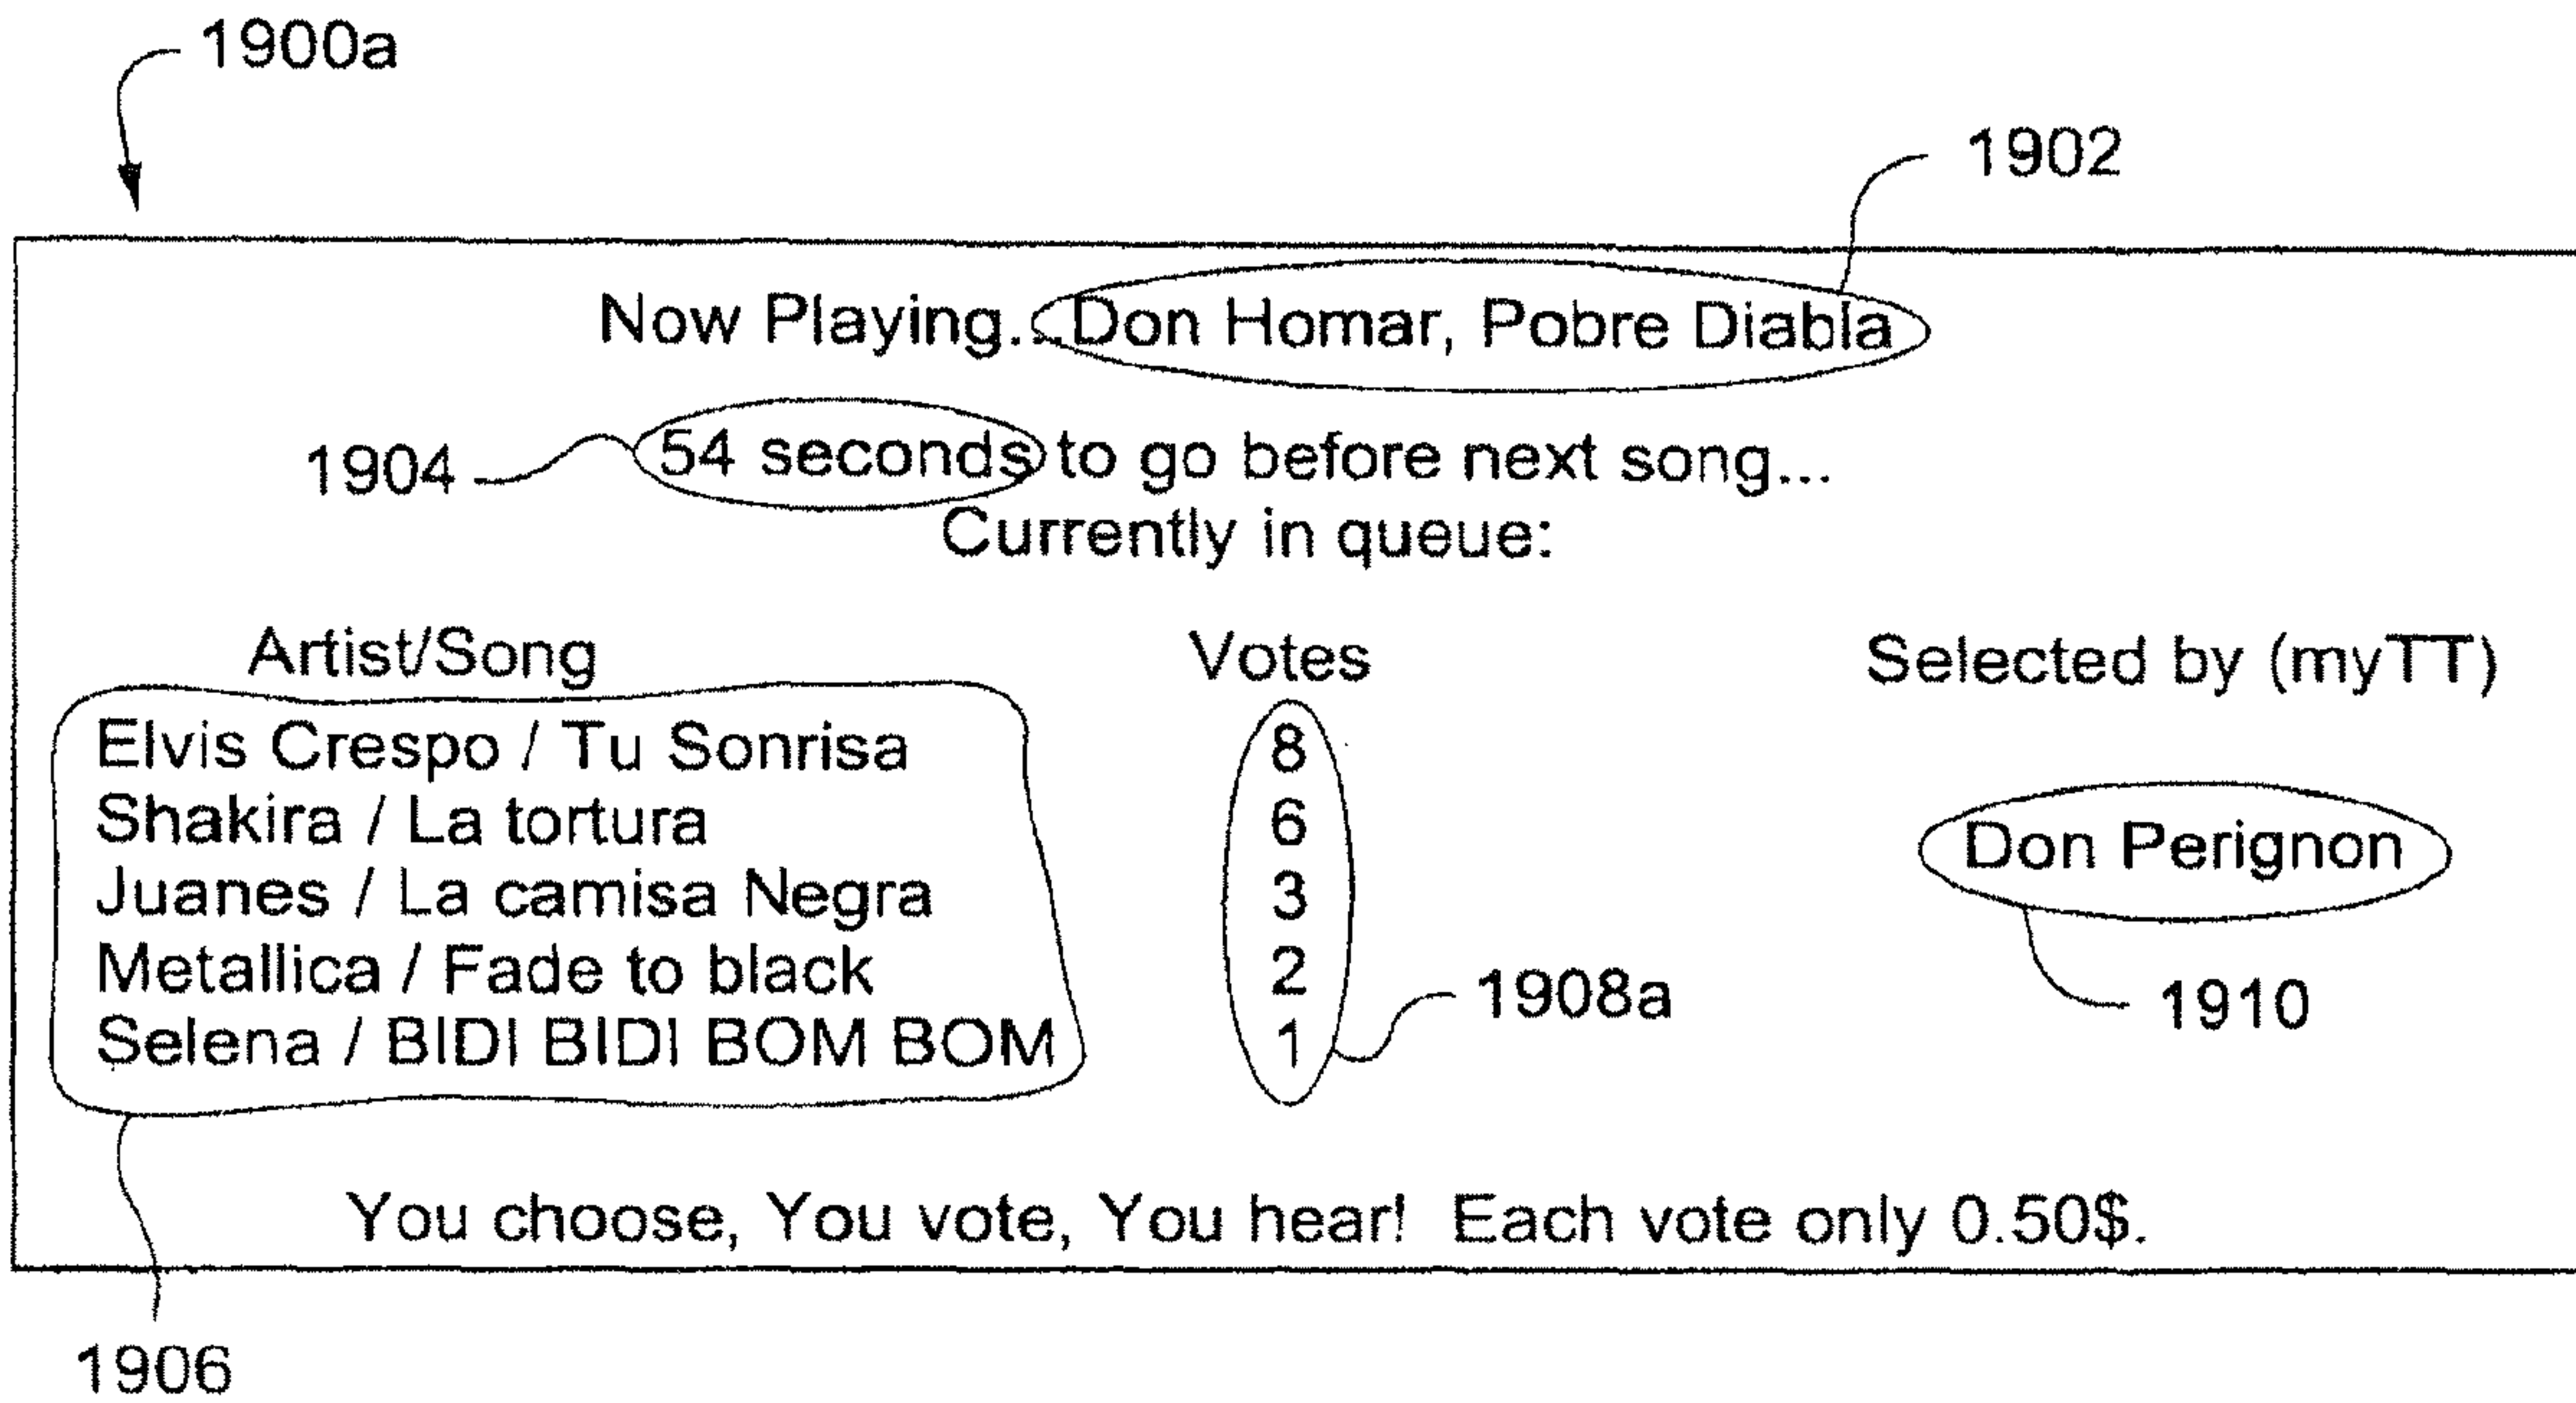 1900a
1902
Now Playing...Don Homar, Pobre Diabla
1904 54 seconds to go before next song...
Currently in queue:
Artist/Song Votes Selected by (myTT)
Elvis Crespo / Tu Sonrisa 8
Shakira / La tortura 6
Don Perignon
Juanes / La camisa Negra 3
Metallica / Fade to black 2
1908a 1910
Selena / BIDI BIDI BOM BOM 1
You choose, You vote, You hear! Each vote only 0.50$.
1906